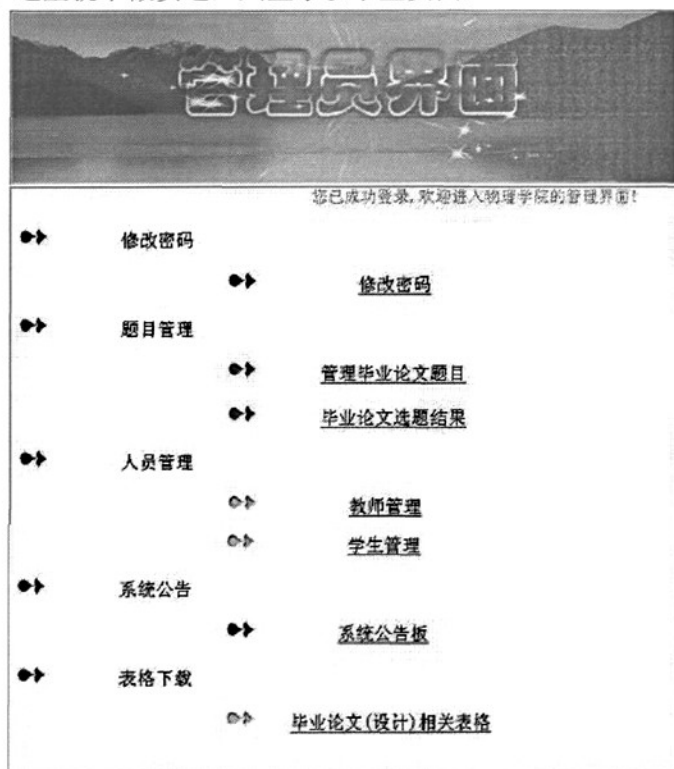 管理员界面
您已成功登录,欢迎进入物理学院的管理界面!
修改密码
修改密码
题目管理
管理毕业论文题目
毕业论文选题结果
人员管理
教师管理
学生管理
系统公告
系统公告板
表格下载
毕业论文(设计)相关表格